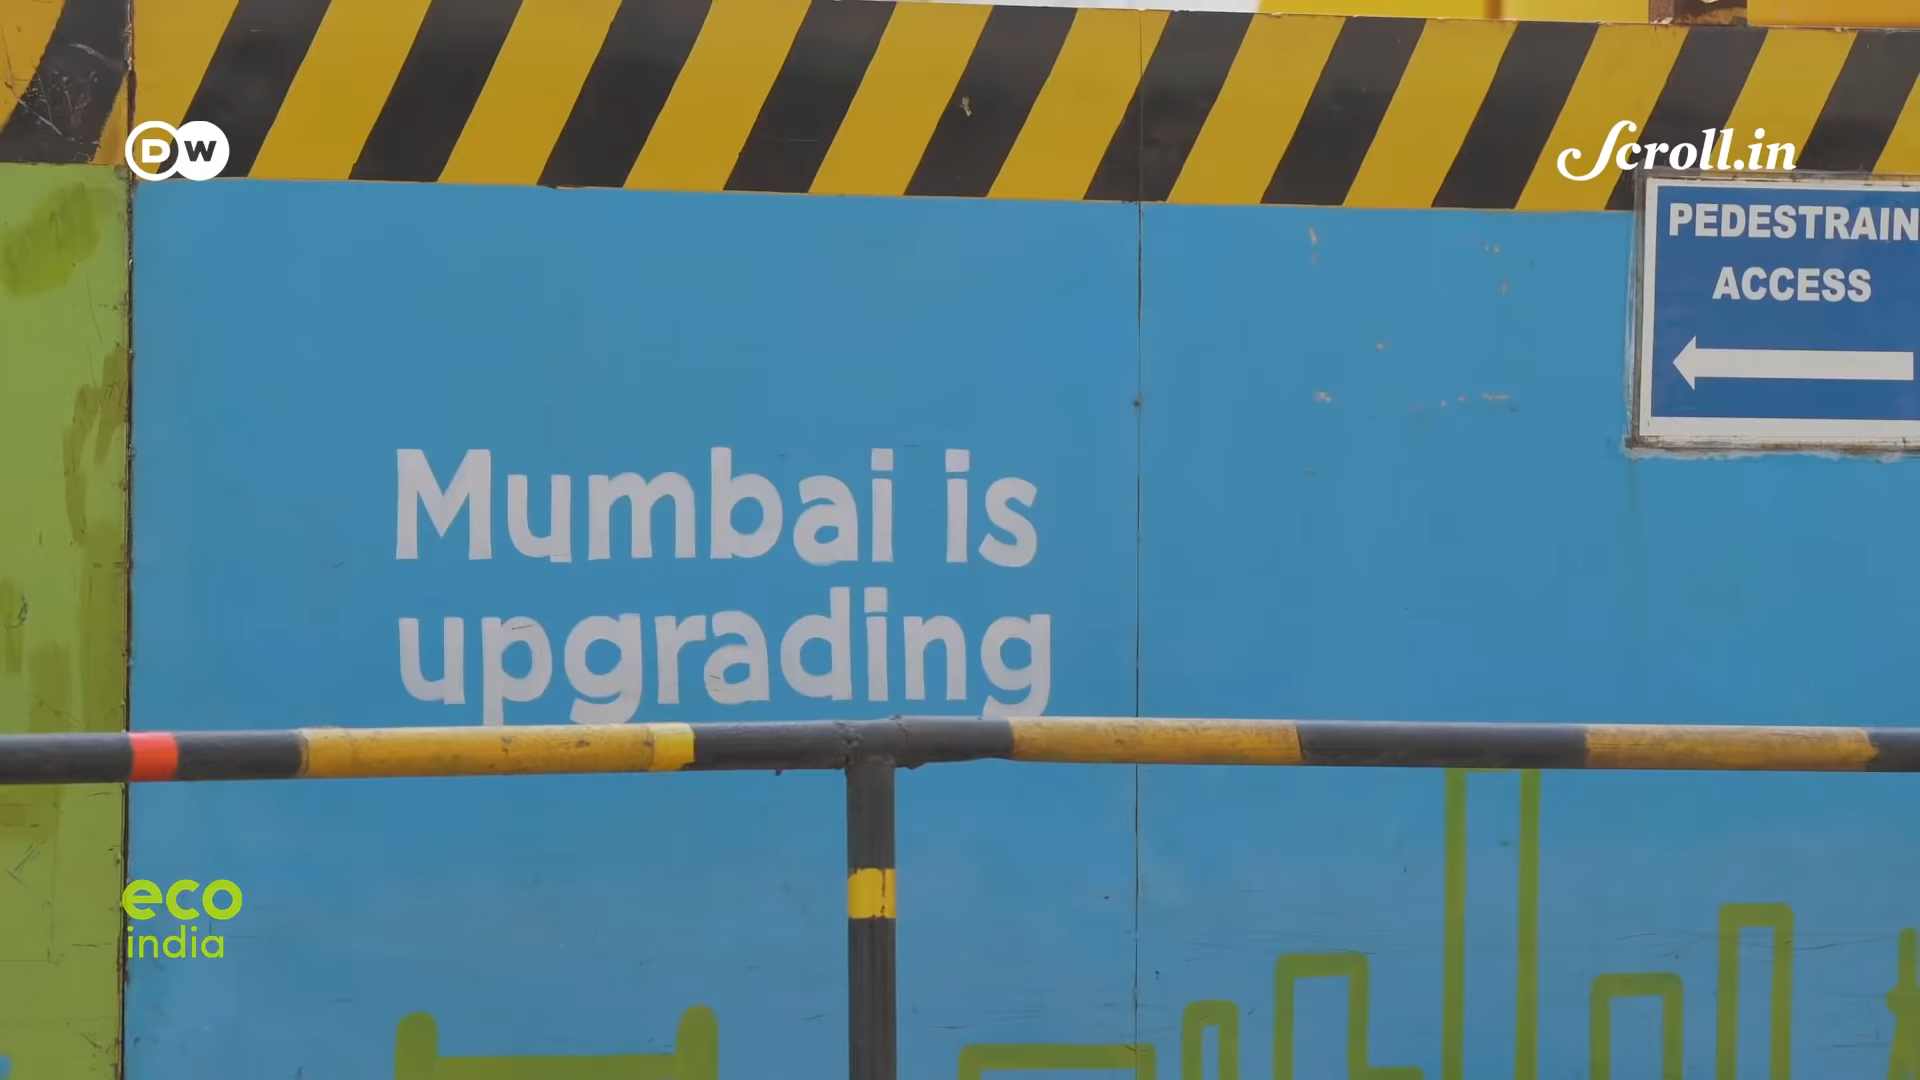 DW
Scroll.in
PEDESTRAIN
ACCESS
Mumbai is
upgrading
eco
india